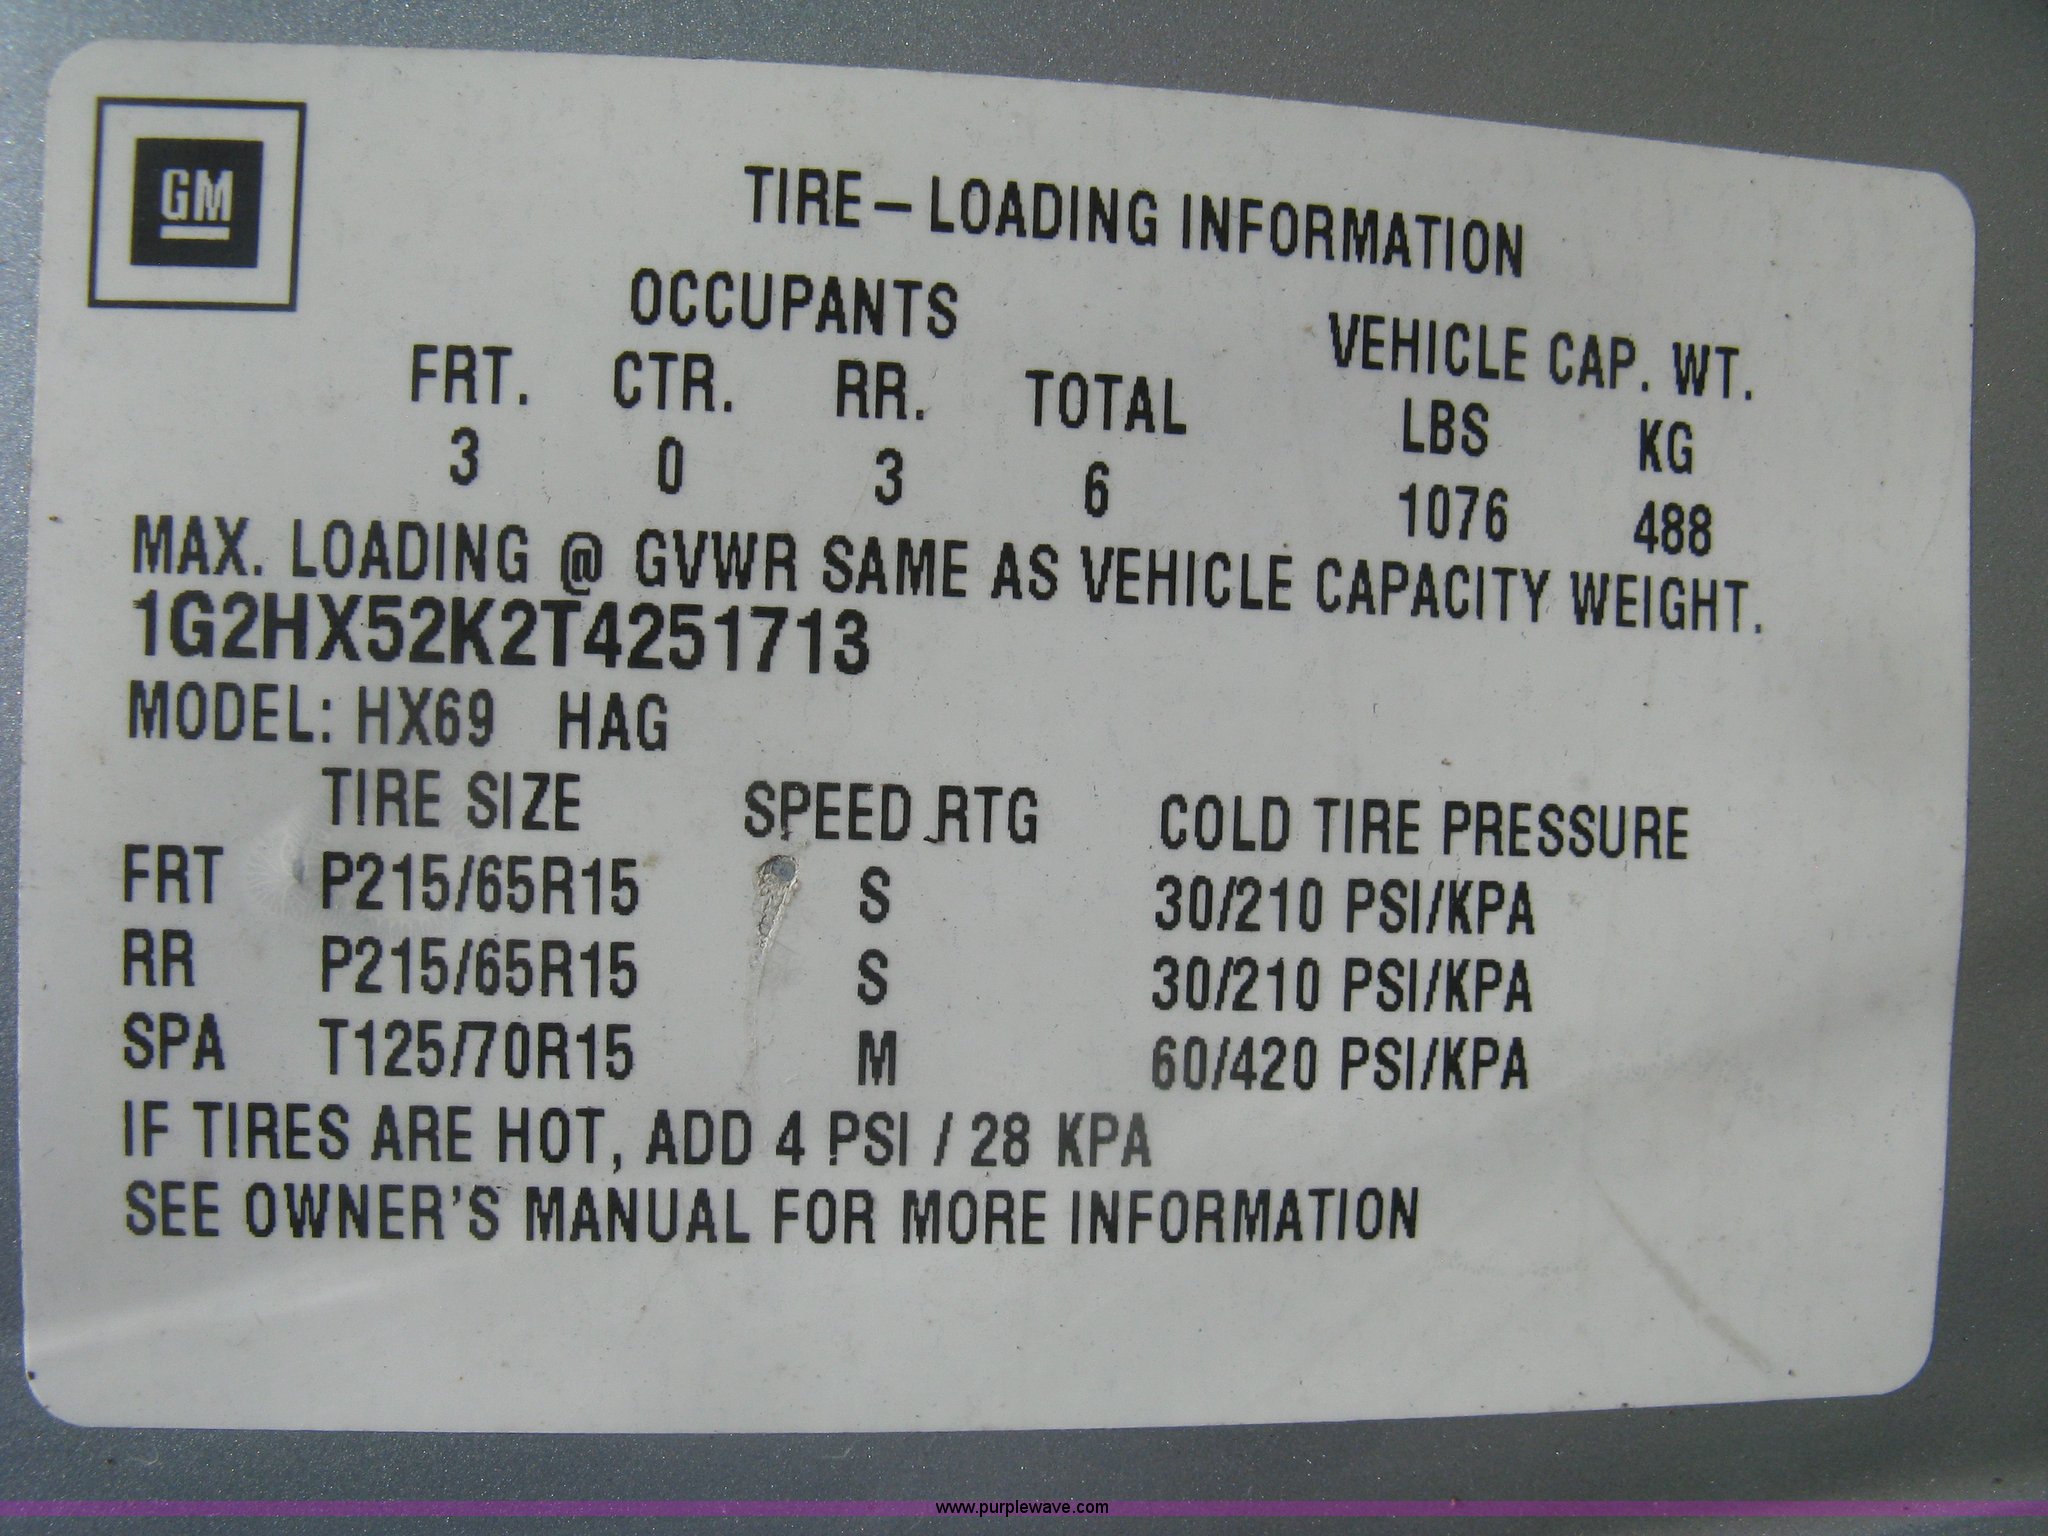 GM
TIRE – LOADING INFORMATION
OCCUPANTS VEHICLE CAP. WT.
FRT. CTR. RR. TOTAL LBS KG
3 0 3 6 1076 488
MAX. LOADING @ GVWR SAME AS VEHICLE CAPACITY WEIGHT.
1G2HX52K2T4251713
MODEL: HX69 HAG
TIRE SIZE SPEED RTG COLD TIRE PRESSURE
FRT P215/65R15 S 30/210 PSI/KPA
RR P215/65R15 S 30/210 PSI/KPA
SPA T125/70R15 M 60/420 PSI/KPA
IF TIRES ARE HOT, ADD 4 PSI / 28 KPA
SEE OWNER'S MANUAL FOR MORE INFORMATION
www.purplewave.com